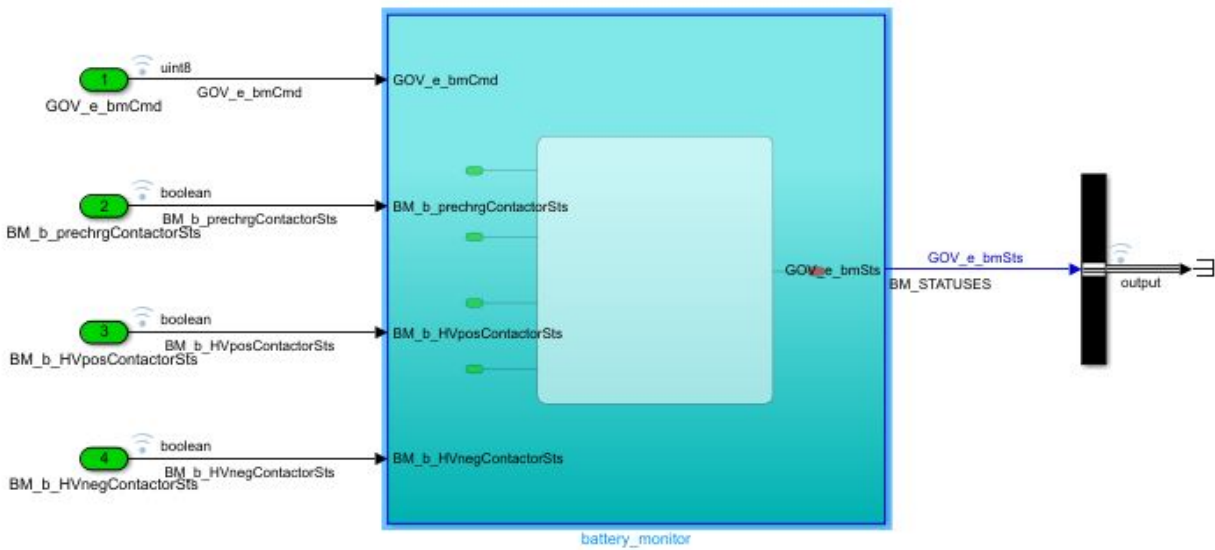 1
uint8
GOV_e_bmCmd
GOV_e_bmCmd
GOV_e_bmCmd
2
boolean
BM_b_prechrgContactorSts
BM_b_prechrgContactorSts
BM_b_prechrgContactorSts
3
boolean
BM_b_HVposContactorSts
BM_b_HVposContactorSts
BM_b_HVposContactorSts
4
boolean
BM_b_HVnegContactorSts
BM_b_HVnegContactorSts
BM_b_HVnegContactorSts
GOV_e_bmSts
GOV_e_bmSts
BM_STATUSES
output
battery_monitor